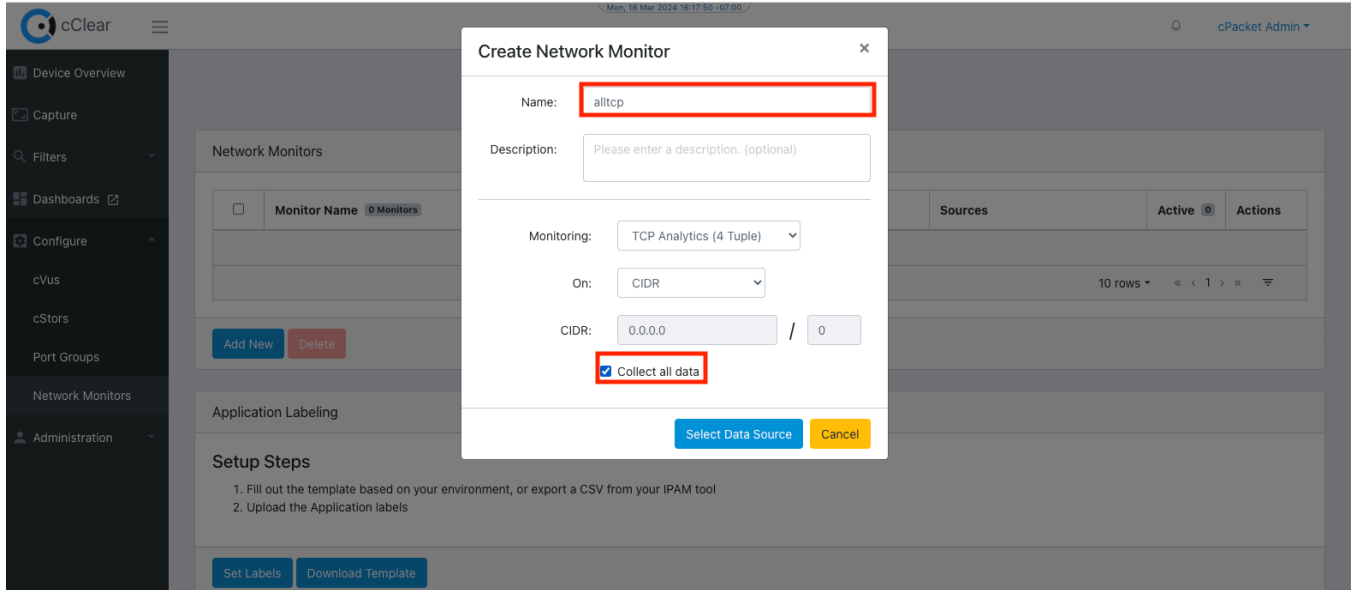 Mon, 18 Mar 2024 16:17:50 -07:00
cClear
cPacket Admin
Device Overview
Capture
Filters
Dashboards
Configure
cVus
cStors
Port Groups
Network Monitors
Administration
Network Monitors
Monitor Name 0 Monitors Sources Active 0 Actions
10 rows « ‹ 1 › »
Add New Delete
Application Labeling
Setup Steps
1. Fill out the template based on your environment, or export a CSV from your IPAM tool
2. Upload the Application labels
Set Labels Download Template
Create Network Monitor ×
Name: alltcp
Description: Please enter a description. (optional)
Monitoring: TCP Analytics (4 Tuple)
On: CIDR
CIDR: 0.0.0.0 / 0
Collect all data
Select Data Source Cancel